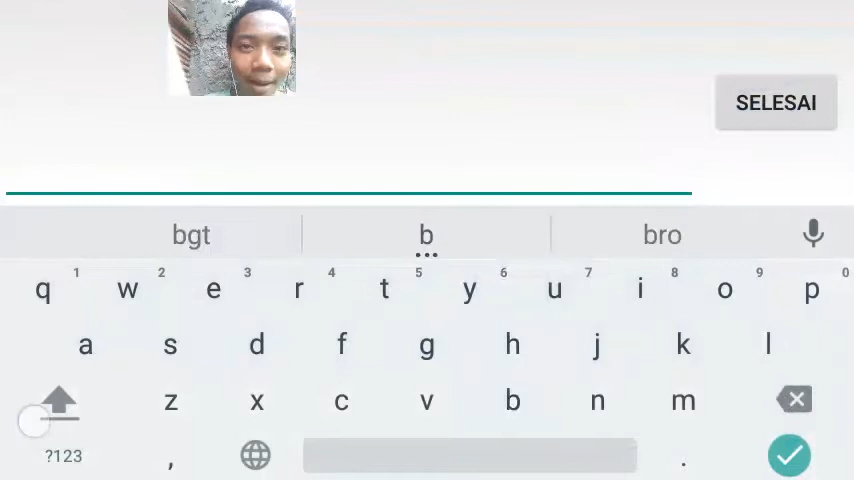 SELESAI
bgt b bro
q 1 w 2 e 3 r 4 t 5 y 6 u 7 i 8 o 9 p 0
a s d f g h j k l
z x c v b n m
?123 , .